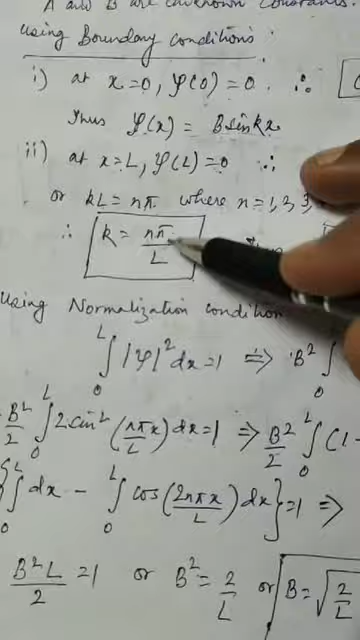 A and B are unknown constants.
Using Boundary conditions :
i) at x=0, ψ(0) = 0 ∴
Thus ψ(x) = B sin kx
ii) at x=L, ψ(L) = 0 ∴
or kL = nπ where n = 1, 2, 3,
∴ k = nπ/L
Using Normalization condition
∫₀ᴸ |ψ|² dx = 1 ⇒ B² ∫₀
B²/2 ∫₀ᴸ 2 sin² (nπx/L) dx = 1 ⇒ B²/2 ∫₀ᴸ (1 -
{∫₀ᴸ dx - ∫₀ᴸ cos (2nπx/L) dx} = 1 ⇒
B²L/2 = 1 or B² = 2/L or B = √2/L